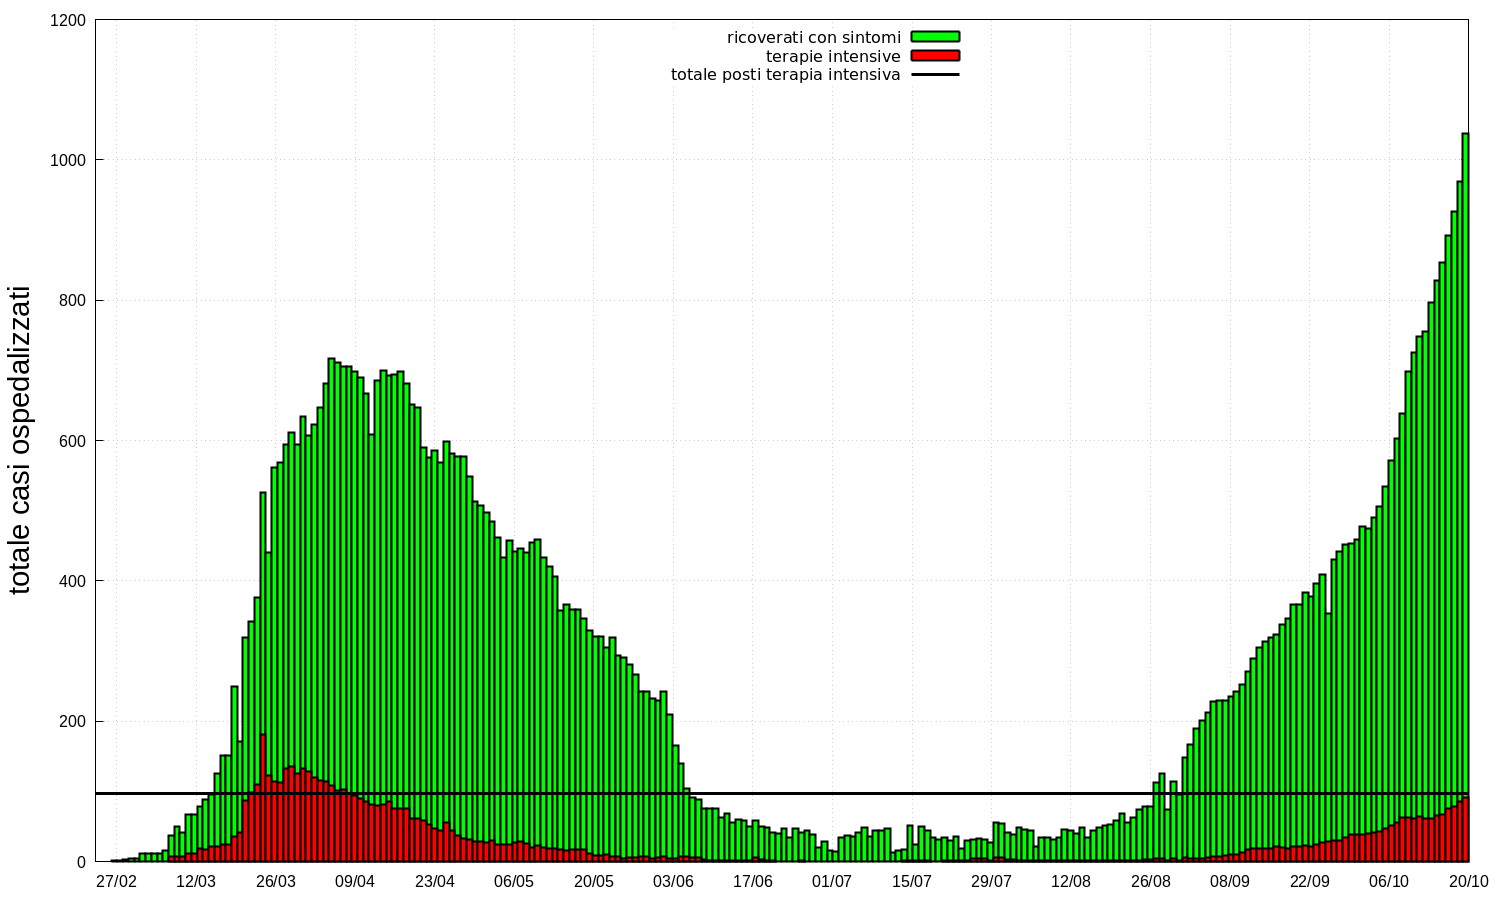 1200
1000
800
600
400
200
0
totale casi ospedalizzati
ricoverati con sintomi
terapie intensive
totale posti terapia intensiva
27/02 12/03 26/03 09/04 23/04 06/05 20/05 03/06 17/06 01/07 15/07 29/07 12/08 26/08 08/09 22/09 06/10 20/10